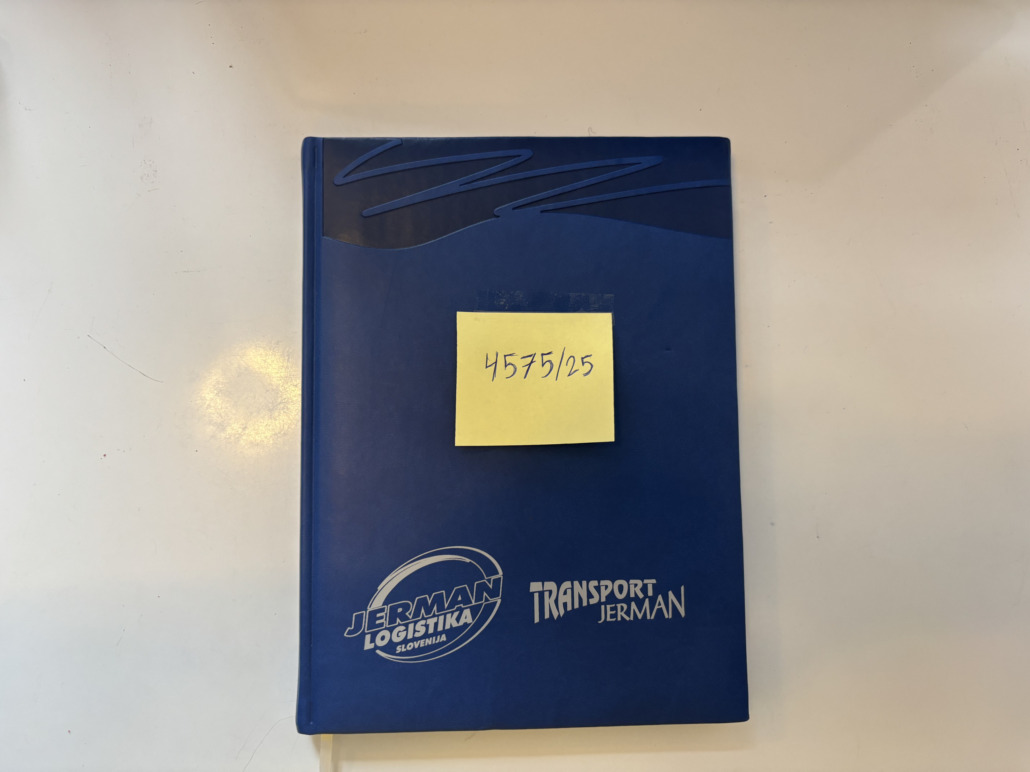 4575/25
JERMAN
LOGISTIKA
SLOVENIJA
TRANSPORT
JERMAN